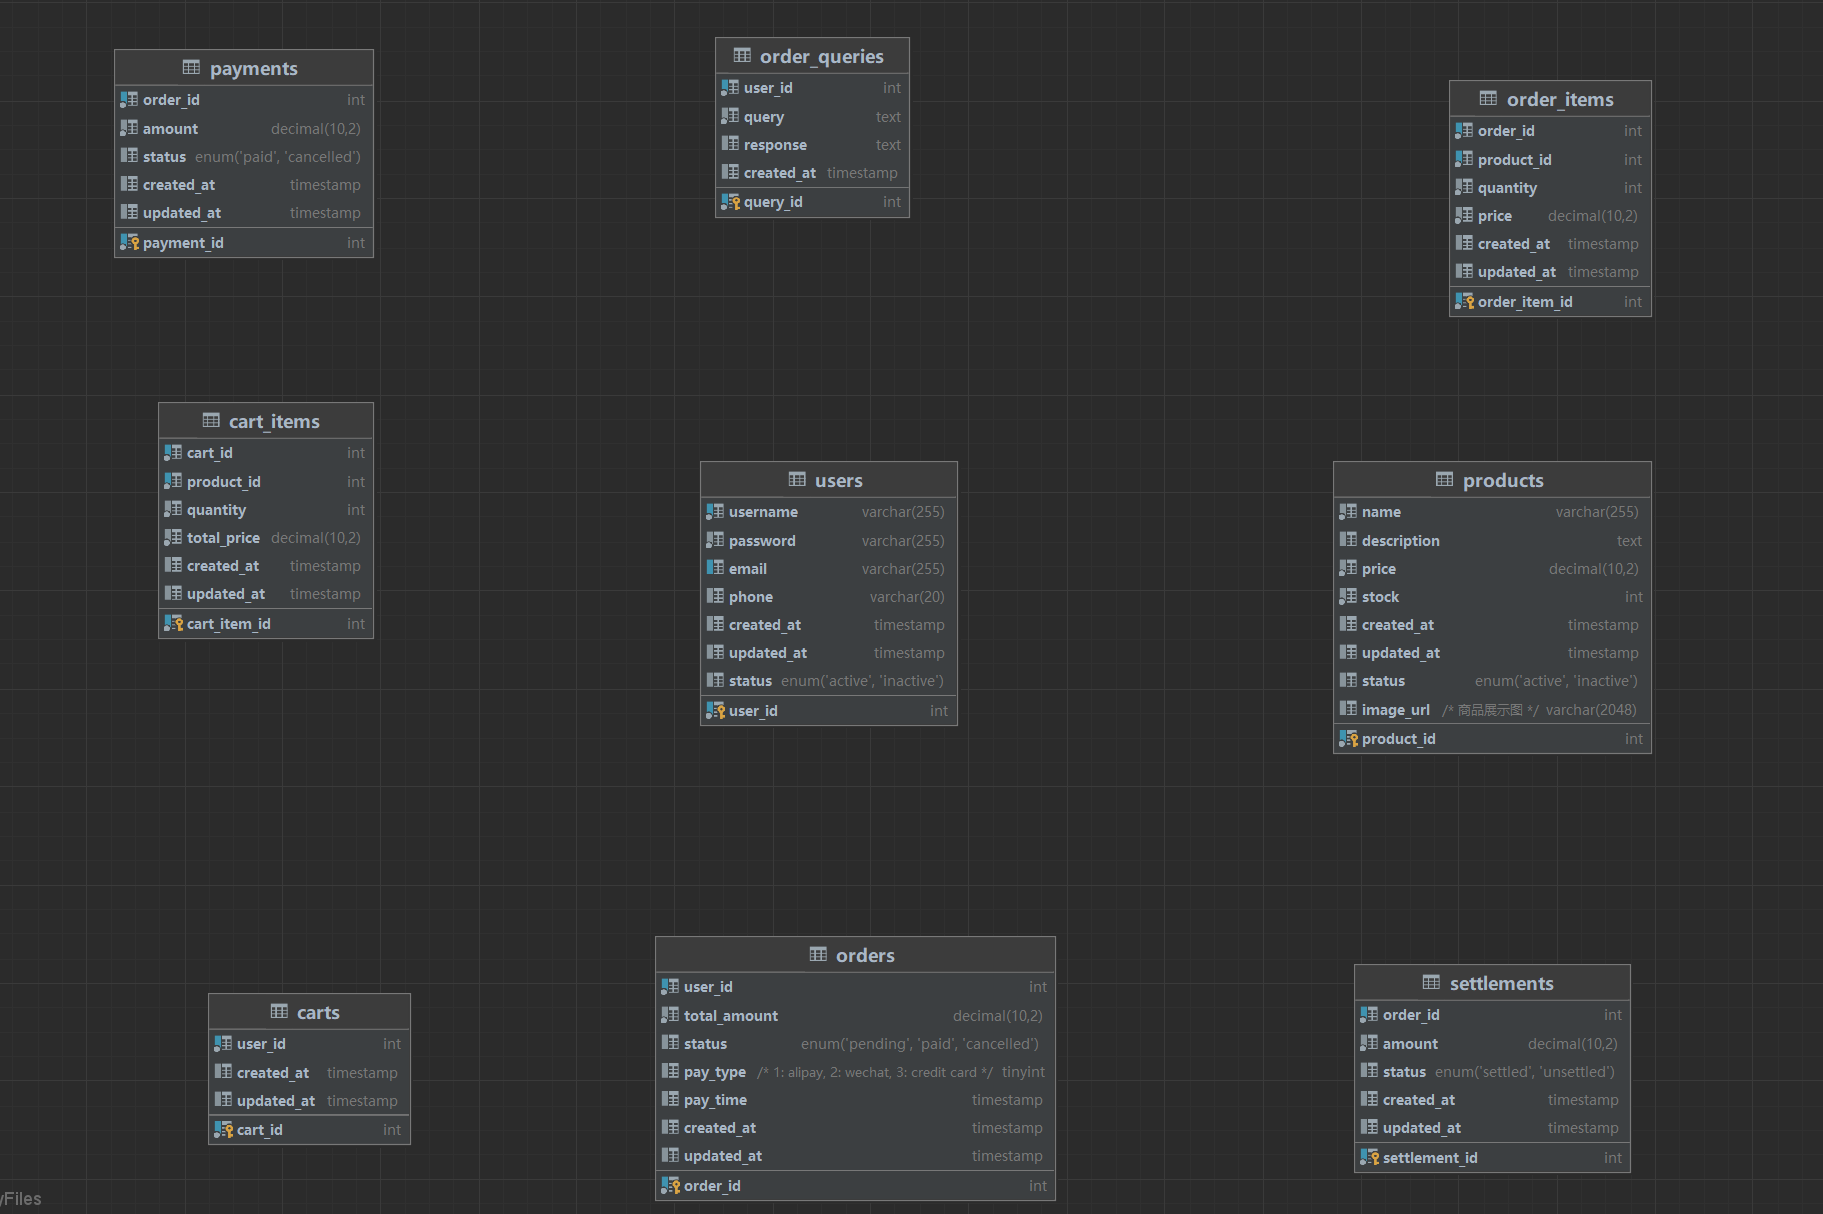 payments
order_id int
amount decimal(10,2)
status enum('paid', 'cancelled')
created_at timestamp
updated_at timestamp
payment_id int
order_queries
user_id int
query text
response text
created_at timestamp
query_id int
order_items
order_id int
product_id int
quantity int
price decimal(10,2)
created_at timestamp
updated_at timestamp
order_item_id int
cart_items
cart_id int
product_id int
quantity int
total_price decimal(10,2)
created_at timestamp
updated_at timestamp
cart_item_id int
users
username varchar(255)
password varchar(255)
email varchar(255)
phone varchar(20)
created_at timestamp
updated_at timestamp
status enum('active', 'inactive')
user_id int
products
name varchar(255)
description text
price decimal(10,2)
stock int
created_at timestamp
updated_at timestamp
status enum('active', 'inactive')
image_url /* 商品展示图 */ varchar(2048)
product_id int
carts
user_id int
created_at timestamp
updated_at timestamp
cart_id int
orders
user_id int
total_amount decimal(10,2)
status enum('pending', 'paid', 'cancelled')
pay_type /* 1: alipay, 2: wechat, 3: credit card */ tinyint
pay_time timestamp
created_at timestamp
updated_at timestamp
order_id int
settlements
order_id int
amount decimal(10,2)
status enum('settled', 'unsettled')
created_at timestamp
updated_at timestamp
settlement_id int
yFiles